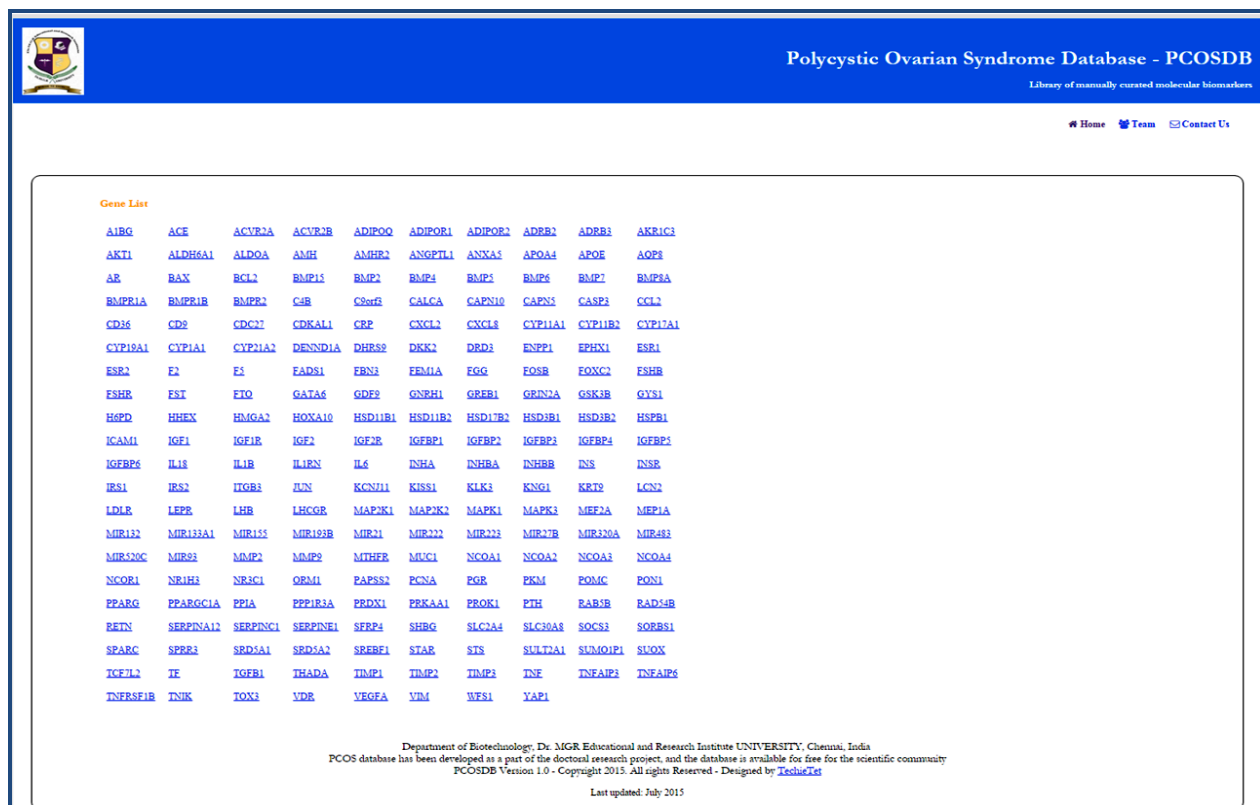 Polycystic Ovarian Syndrome Database - PCOSDB
Library of manually curated molecular biomarkers
Home Team Contact Us
Gene List
A1BG ACE ACVR2A ACVR2B ADIPOQ ADIPOR1 ADIPOR2 ADRB2 ADRB3 AKR1C3
AKT1 ALDH6A1 ALDOA AMH AMHR2 ANGPTL1 ANXA5 APOA4 APOE AQP8
AR BAX BCL2 BMP15 BMP2 BMP4 BMP5 BMP6 BMP7 BMP8A
BMPR1A BMPR1B BMPR2 C4B C9orf3 CALCA CAPN10 CAPN5 CASP3 CCL2
CD36 CD9 CDC27 CDKAL1 CRP CXCL2 CXCL8 CYP11A1 CYP11B2 CYP17A1
CYP19A1 CYP1A1 CYP21A2 DENND1A DHRS9 DKK2 DRD3 ENPP1 EPHX1 ESR1
ESR2 F2 F5 FADS1 FBN3 FEM1A FGG FOSB FOXC2 FSHB
FSHR FST FTO GATA6 GDF9 GNRH1 GREB1 GRIN2A GSK3B GYS1
H6PD HHEX HMGA2 HOXA10 HSD11B1 HSD11B2 HSD17B2 HSD3B1 HSD3B2 HSPB1
ICAM1 IGF1 IGF1R IGF2 IGF2R IGFBP1 IGFBP2 IGFBP3 IGFBP4 IGFBP5
IGFBP6 IL18 IL1B IL1RN IL6 INHA INHBA INHBB INS INSR
IRS1 IRS2 ITGB3 JUN KCNJ11 KISS1 KLK3 KNG1 KRT9 LCN2
LDLR LEPR LHB LHCGR MAP2K1 MAP2K2 MAPK1 MAPK3 MEF2A MEP1A
MIR132 MIR133A1 MIR155 MIR193B MIR21 MIR222 MIR223 MIR27B MIR320A MIR483
MIR520C MIR93 MMP2 MMP9 MTHFR MUC1 NCOA1 NCOA2 NCOA3 NCOA4
NCOR1 NR1H3 NR3C1 ORM1 PAPSS2 PCNA PGR PKM POMC PON1
PPARG PPARGC1A PPIA PPP1R3A PRDX1 PRKAA1 PROK1 PTH RAB5B RAD54B
RETN SERPINA12 SERPINC1 SERPINE1 SFRP4 SHBG SLC2A4 SLC30A8 SOCS3 SORBS1
SPARC SPRR3 SRD5A1 SRD5A2 SREBF1 STAR STS SULT2A1 SUMO1P1 SUOX
TCF7L2 TF TGFB1 THADA TIMP1 TIMP2 TIMP3 TNF TNFAIP3 TNFAIP6
TNFRSF1B TNIK TOX3 VDR VEGFA VIM WFS1 YAP1
Department of Biotechnology, Dr. MGR Educational and Research Institute UNIVERSITY, Chennai, India
PCOS database has been developed as a part of the doctoral research project, and the database is available for free for the scientific community
PCOSDB Version 1.0 - Copyright 2015. All rights Reserved - Designed by TechieTet
Last updated: July 2015